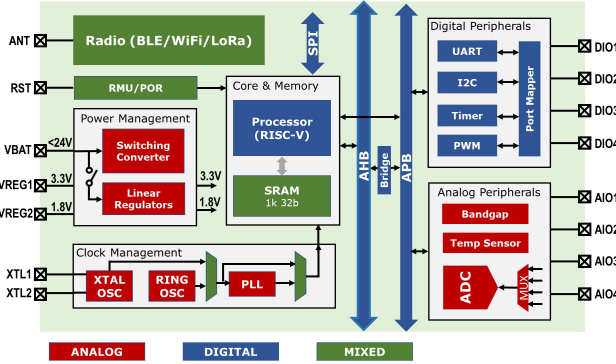 ANT
Radio (BLE/WiFi/LoRa)
SPI
RST
RMU/POR
Core & Memory
Processor
(RISC-V)
SRAM
1k 32b
Power Management
VBAT
<24V
Switching
Converter
VREG1
3.3V
Linear
Regulators
3.3V
VREG2
1.8V
1.8V
Clock Management
XTL1
XTL2
XTAL
OSC
RING
OSC
PLL
AHB
Bridge
APB
Digital Peripherals
UART
I2C
Timer
PWM
Port Mapper
DIO1
DIO2
DIO3
DIO4
Analog Peripherals
Bandgap
Temp Sensor
ADC
MUX
AIO1
AIO2
AIO3
AIO4
ANALOG
DIGITAL
MIXED